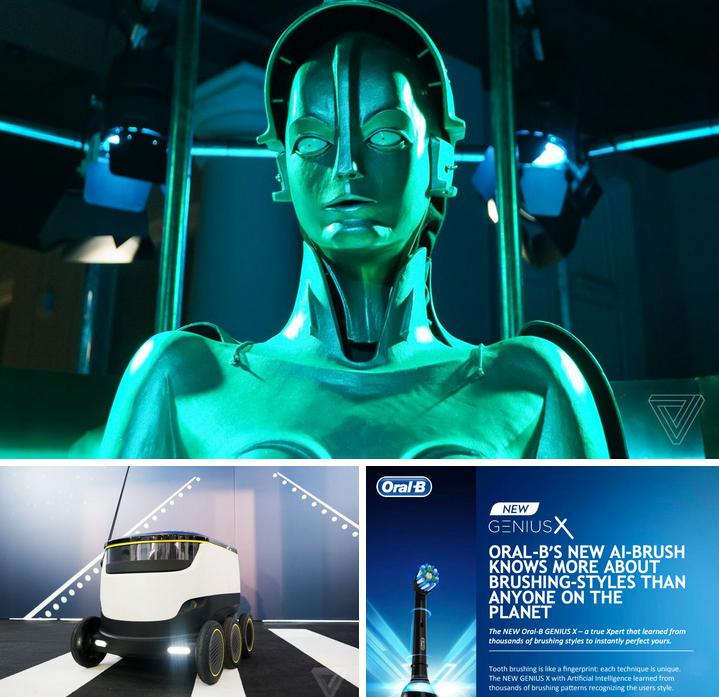 Oral-B
NEW
GENIUS X
ORAL-B'S NEW AI-BRUSH
KNOWS MORE ABOUT
BRUSHING-STYLES THAN
ANYONE ON THE
PLANET
The NEW Oral-B GENIUS X – a true Xpert that learned from
thousands of brushing styles to instantly perfect yours.
Tooth brushing is like a fingerprint: each technique is unique.
The NEW GENIUS X with Artificial Intelligence learned from
thousands of brushing patterns recognizing the users style.